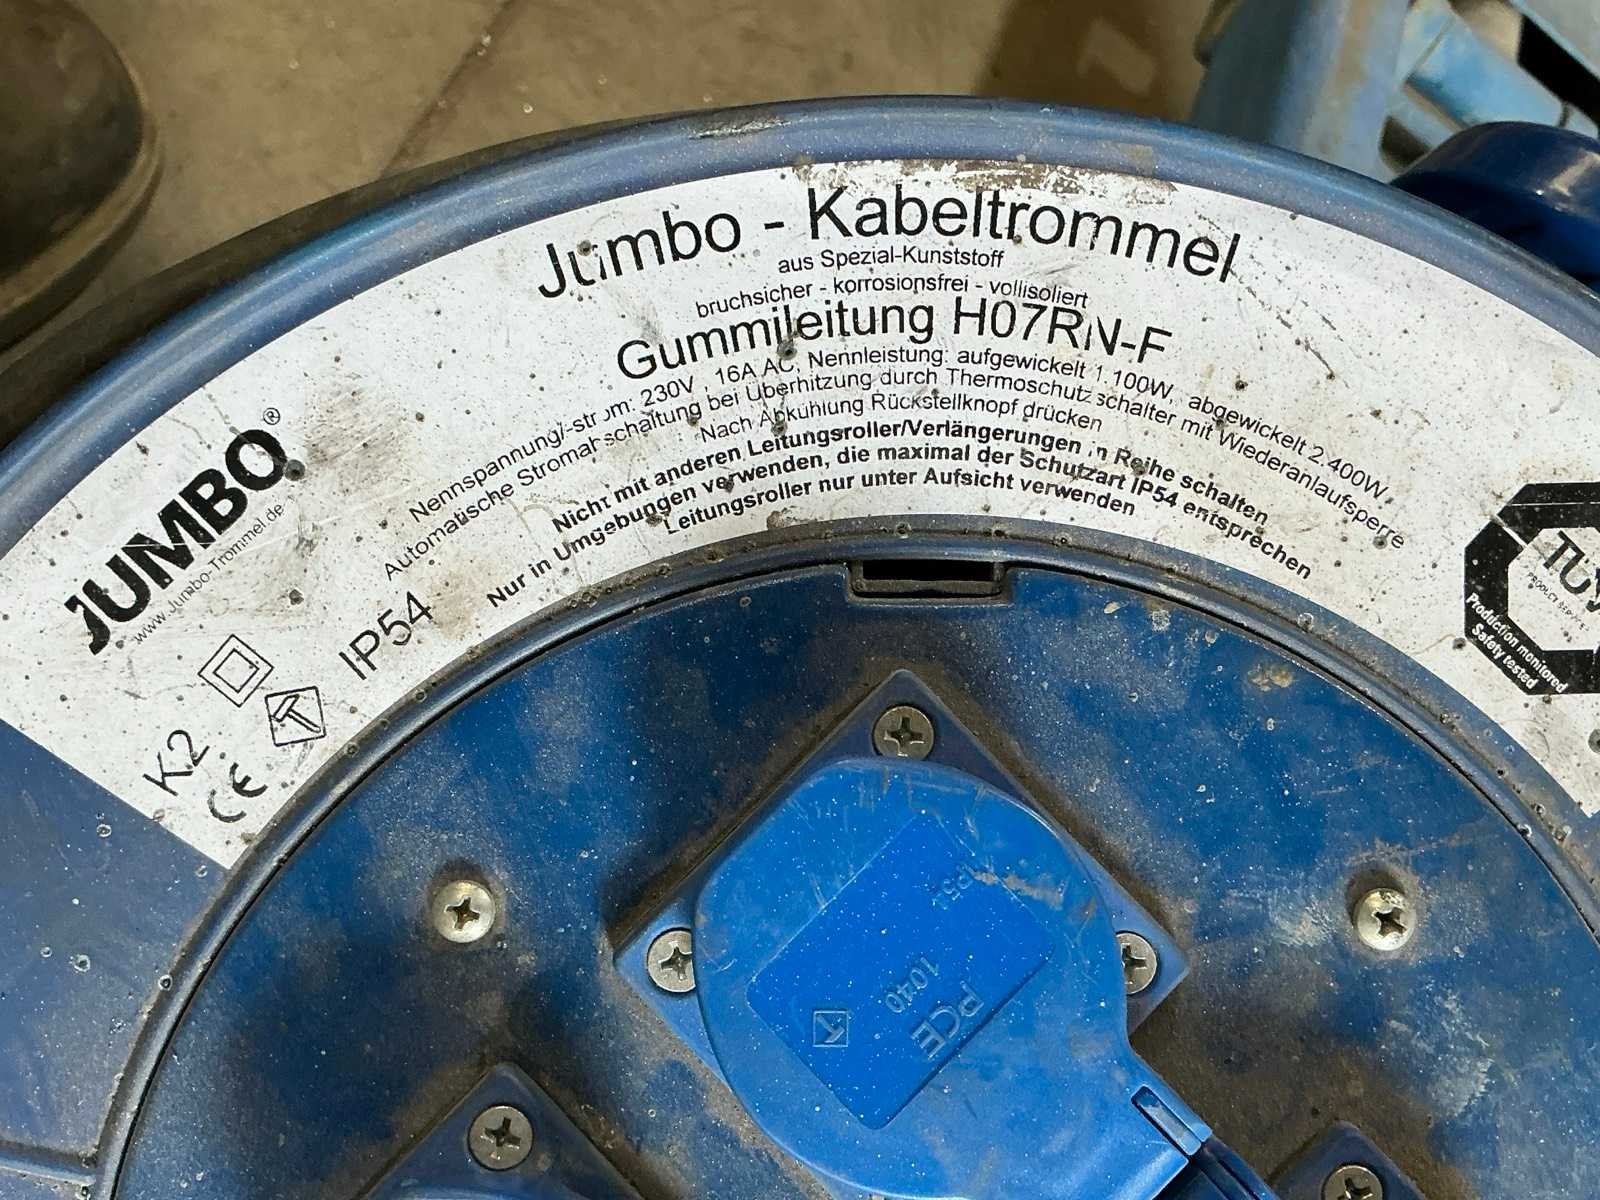 Jumbo - Kabeltrommel
aus Spezial-Kunststoff
bruchsicher - korrosionsfrei - vollisoliert
Gummileitung H07RN-F
Nennspannung/-strom: 230V , 16A AC, Nennleistung: aufgewickelt 1.100W, abgewickelt 2.400W,
Automatische Stromabschaltung bei Überhitzung durch Thermoschutzschalter mit Wiederanlaufsperre
Nach Abkühlung Rückstellknopf drücken
Nicht mit anderen Leitungsroller/Verlängerungen in Reihe schalten
Nur in Umgebungen verwenden, die maximal der Schutzart IP54 entsprechen
Leitungsroller nur unter Aufsicht verwenden
JUMBO®
www.Jumbo-Trommel.de
IP54
K2
CE
TÜV
PRODUCT SERVICE
Production monitored
Safety tested
PCE
1040